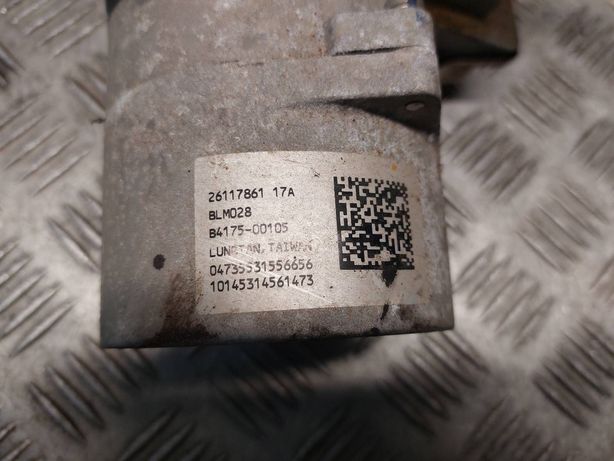 26117861 17A
BLM028
B4175-00105
LUNGTAN, TAIWAN
04735531556656
10145314561473